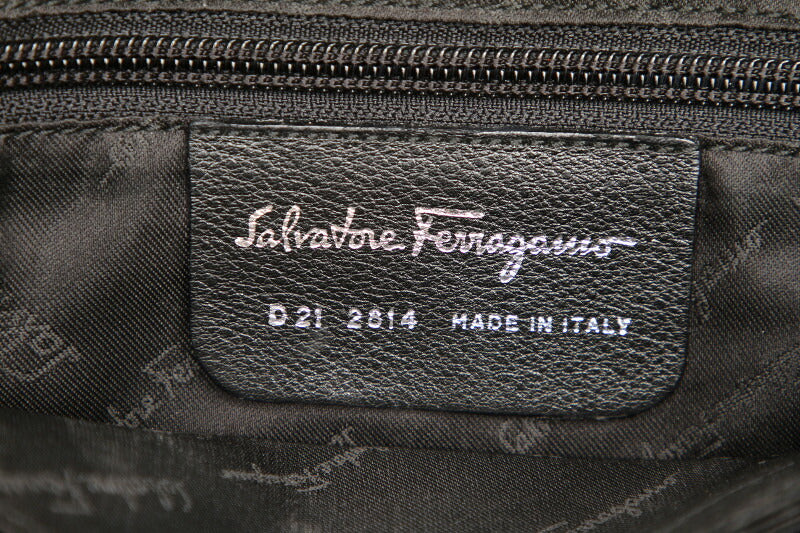 Salvatore Ferragamo
D21 2814 MADE IN ITALY